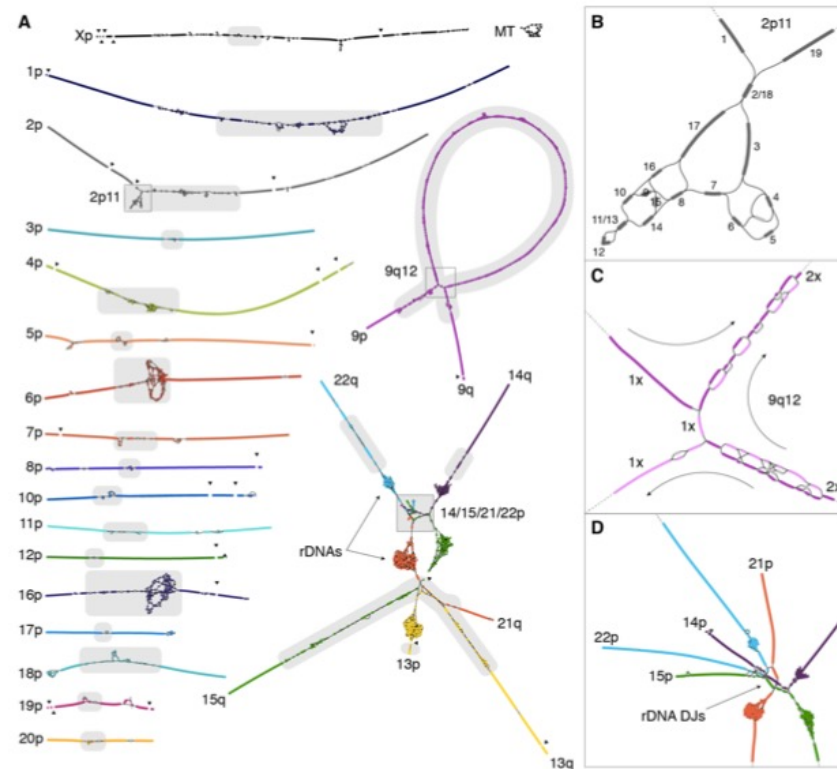 A
Xp
MT
1p
2p
2p11
3p
4p
5p
6p
7p
8p
10p
11p
12p
16p
17p
18p
19p
20p
9q12
9p
9q
22q
14q
14/15/21/22p
rDNAs
21q
13p
15q
13q
B
2p11
1
19
2/18
17
3
16
10
15
8
7
4
11/13
14
6
5
12
C
2x
1x
9q12
1x
1x
2x
D
21p
14p
22p
15p
rDNA DJs